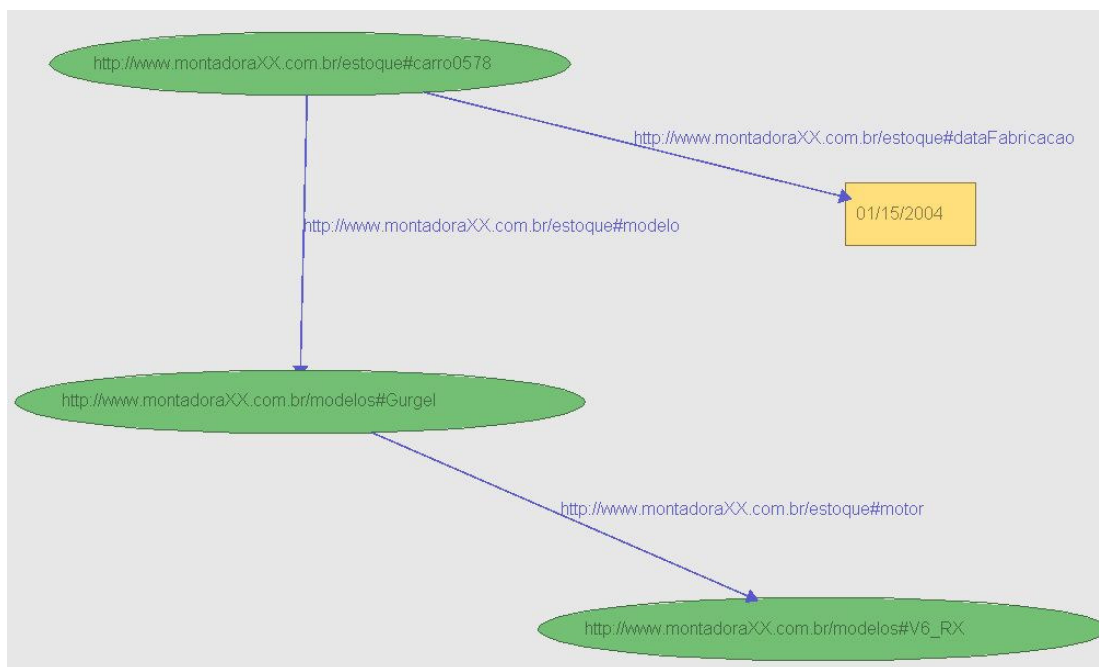 http://www.montadoraXX.com.br/estoque#carro0578
http://www.montadoraXX.com.br/estoque#dataFabricacao
01/15/2004
http://www.montadoraXX.com.br/estoque#modelo
http://www.montadoraXX.com.br/modelos#Gurgel
http://www.montadoraXX.com.br/estoque#motor
http://www.montadoraXX.com.br/modelos#V6_RX